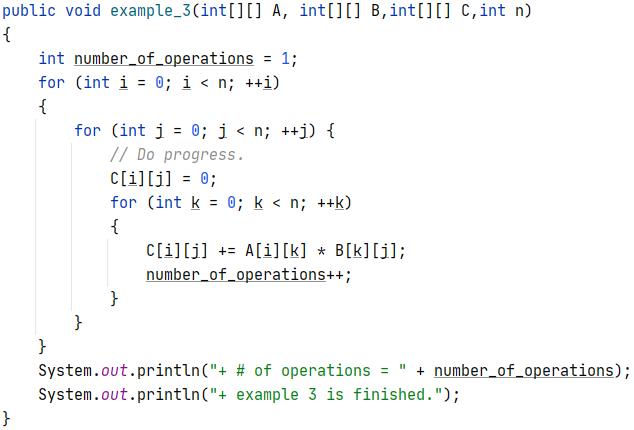 public void example_3(int[][] A, int[][] B,int[][] C,int n)
{
    int number_of_operations = 1;
    for (int i = 0; i < n; ++i)
    {
        for (int j = 0; j < n; ++j) {
            // Do progress.
            C[i][j] = 0;
            for (int k = 0; k < n; ++k)
            {
                C[i][j] += A[i][k] * B[k][j];
                number_of_operations++;
            }
        }
    }
    System.out.println("+ # of operations = " + number_of_operations);
    System.out.println("+ example 3 is finished.");
}